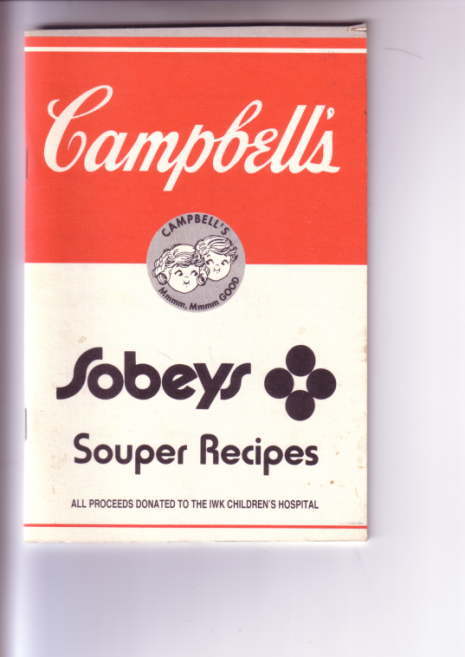 Campbell's
CAMPBELL'S
Mmmm, Mmmm GOOD
Sobeys
Souper Recipes
ALL PROCEEDS DONATED TO THE IWK CHILDREN'S HOSPITAL